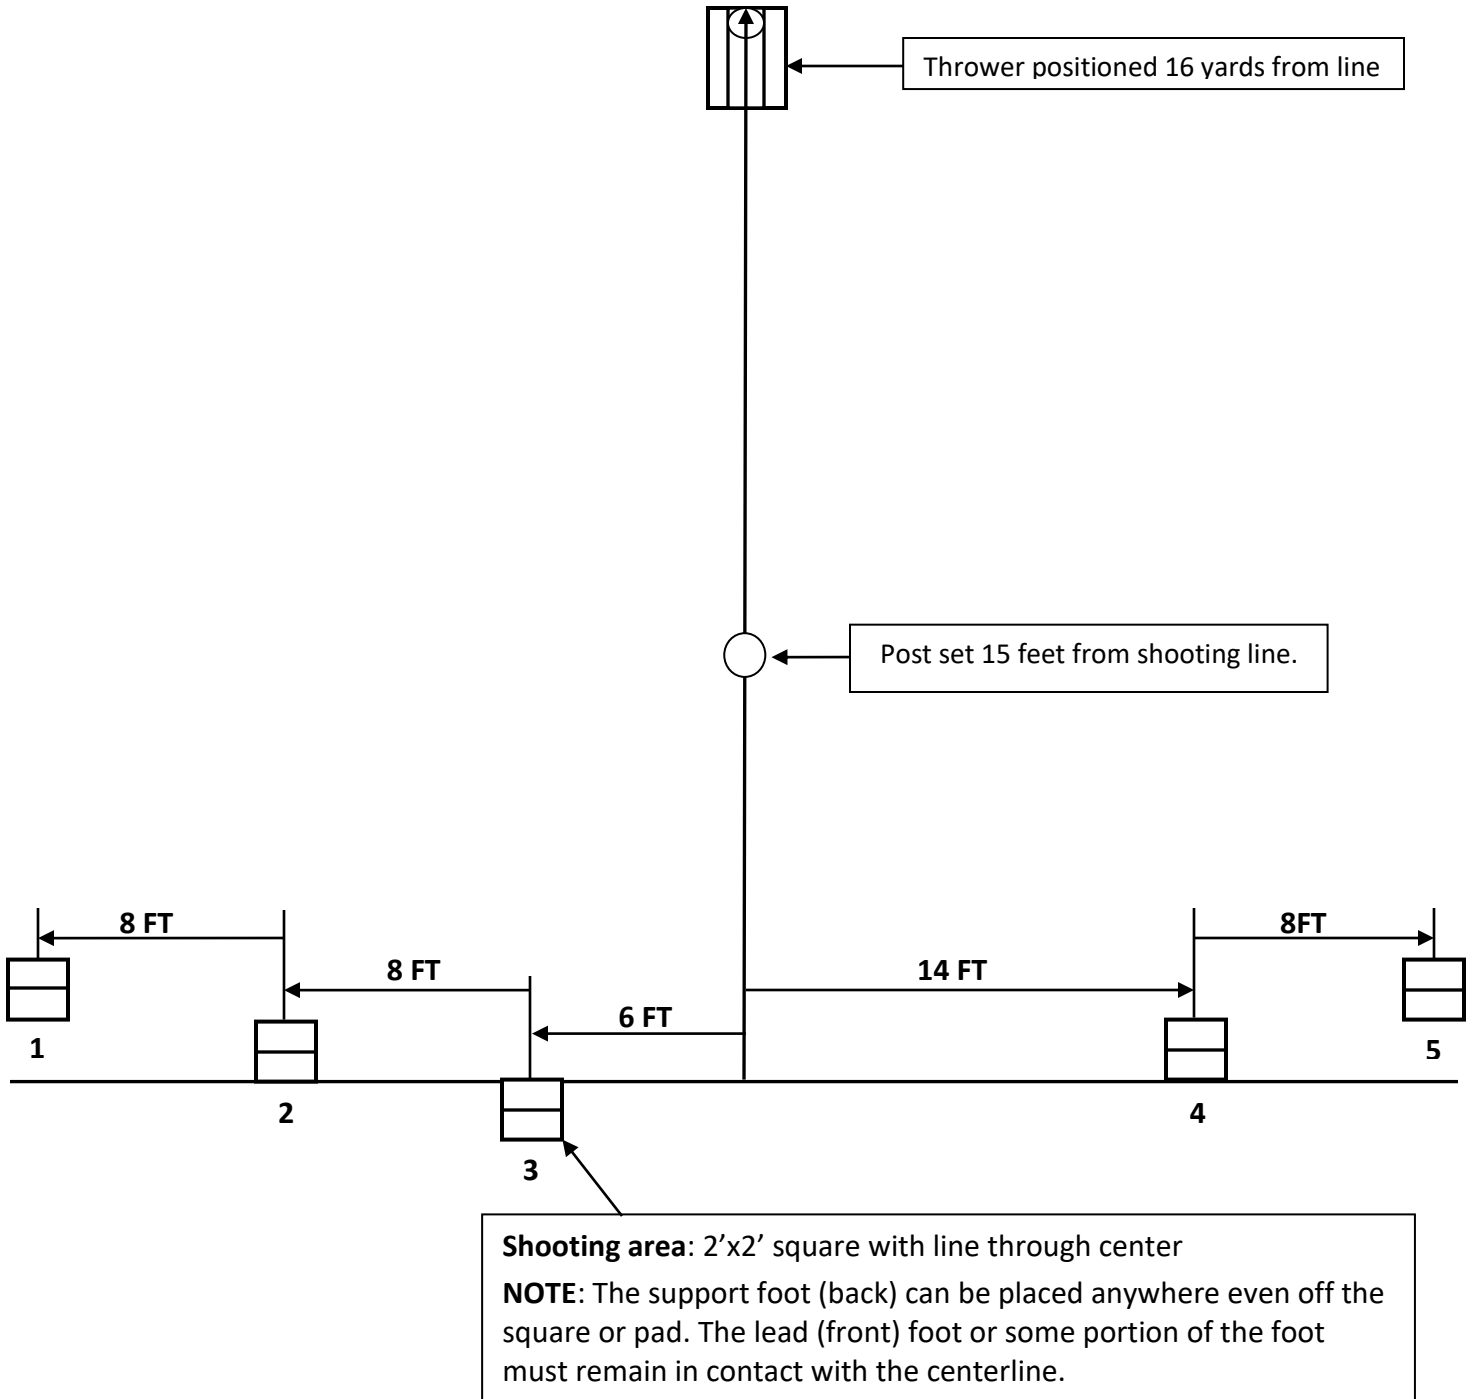 Thrower positioned 16 yards from line
Post set 15 feet from shooting line.
8 FT
8FT
8 FT
14 FT
6 FT
1
5
2
4
3
Shooting area: 2’x2’ square with line through center
NOTE: The support foot (back) can be placed anywhere even off the
square or pad. The lead (front) foot or some portion of the foot
must remain in contact with the centerline.